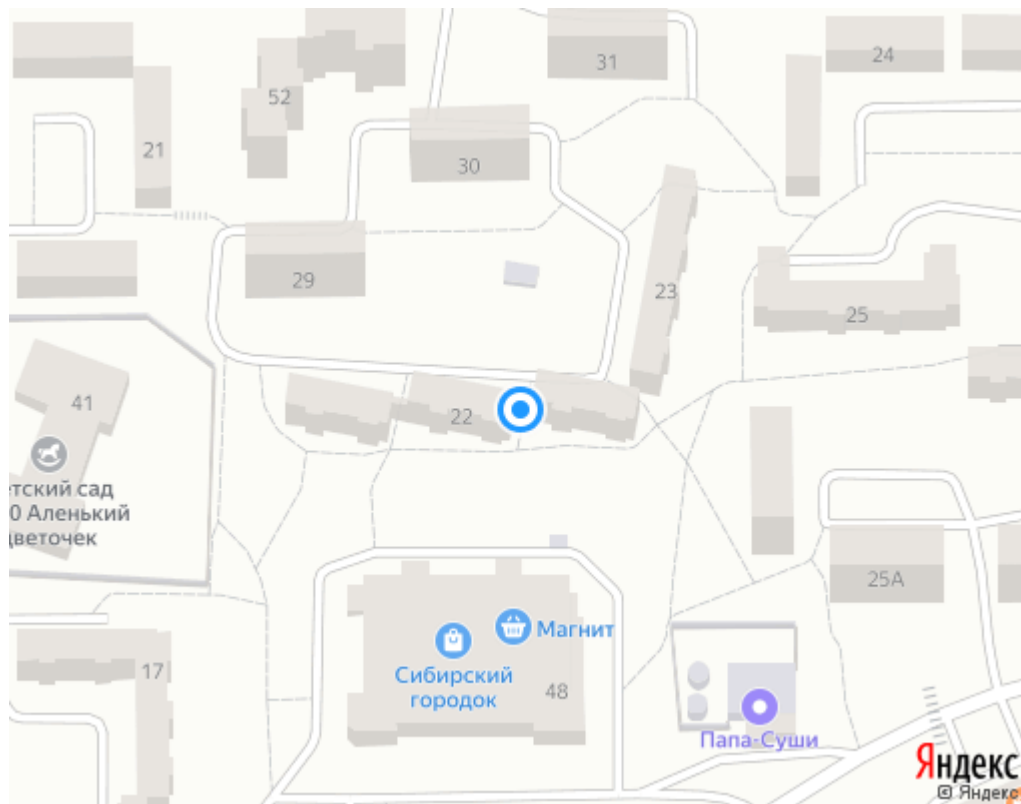 31
24
52
21
30
29
23
25
41
22
тский сад
0 Аленький
цветочек
25А
Магнит
Сибирский
городок
48
17
Папа-Суши
Яндекс
© Яндекс